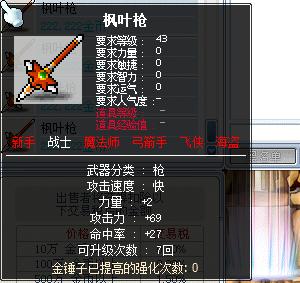 枫叶枪
枫叶枪
要求等级: 43
要求力量: 0
要求敏捷: 0
要求智力: 0
要求运气: 0
要求人气度: -
道具等级: -
道具经验值: -
新手 战士 魔法师 弓箭手 飞侠 海盗
武器分类: 枪
攻击速度: 快
力量: +2
攻击力: +69
命中率: +27
可升级次数: 7回
金锤子已提高的强化次数: 0